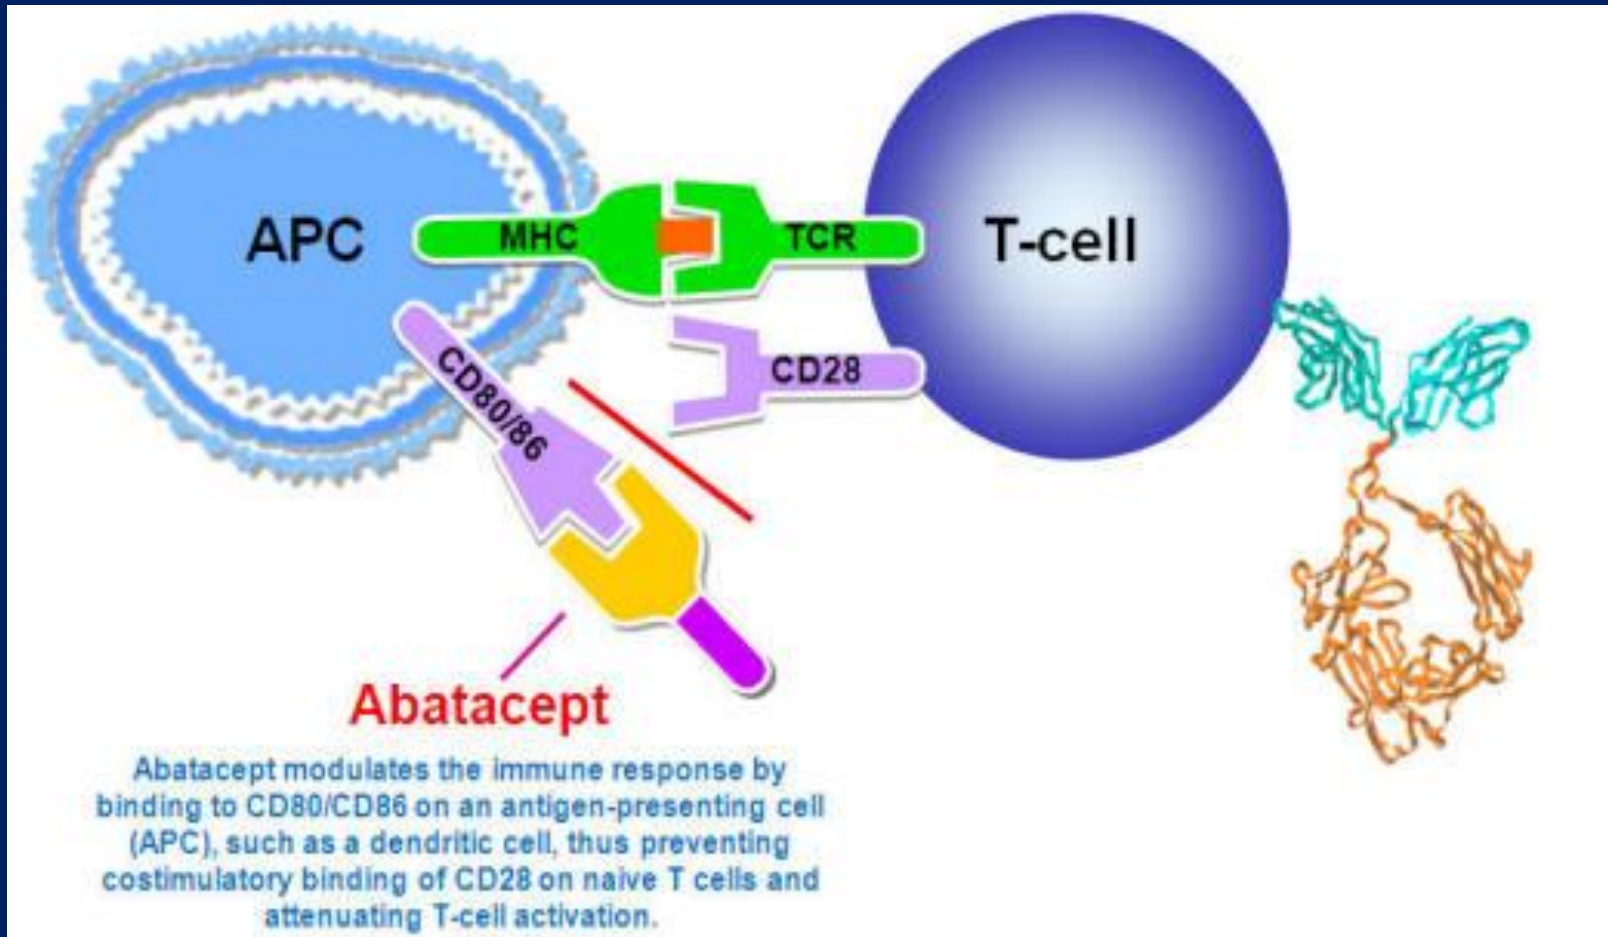 APC
MHC
TCR
T-cell
CD80/86
CD28
Abatacept
Abatacept modulates the immune response by
binding to CD80/CD86 on an antigen-presenting cell
(APC), such as a dendritic cell, thus preventing
costimulatory binding of CD28 on naive T cells and
attenuating T-cell activation.